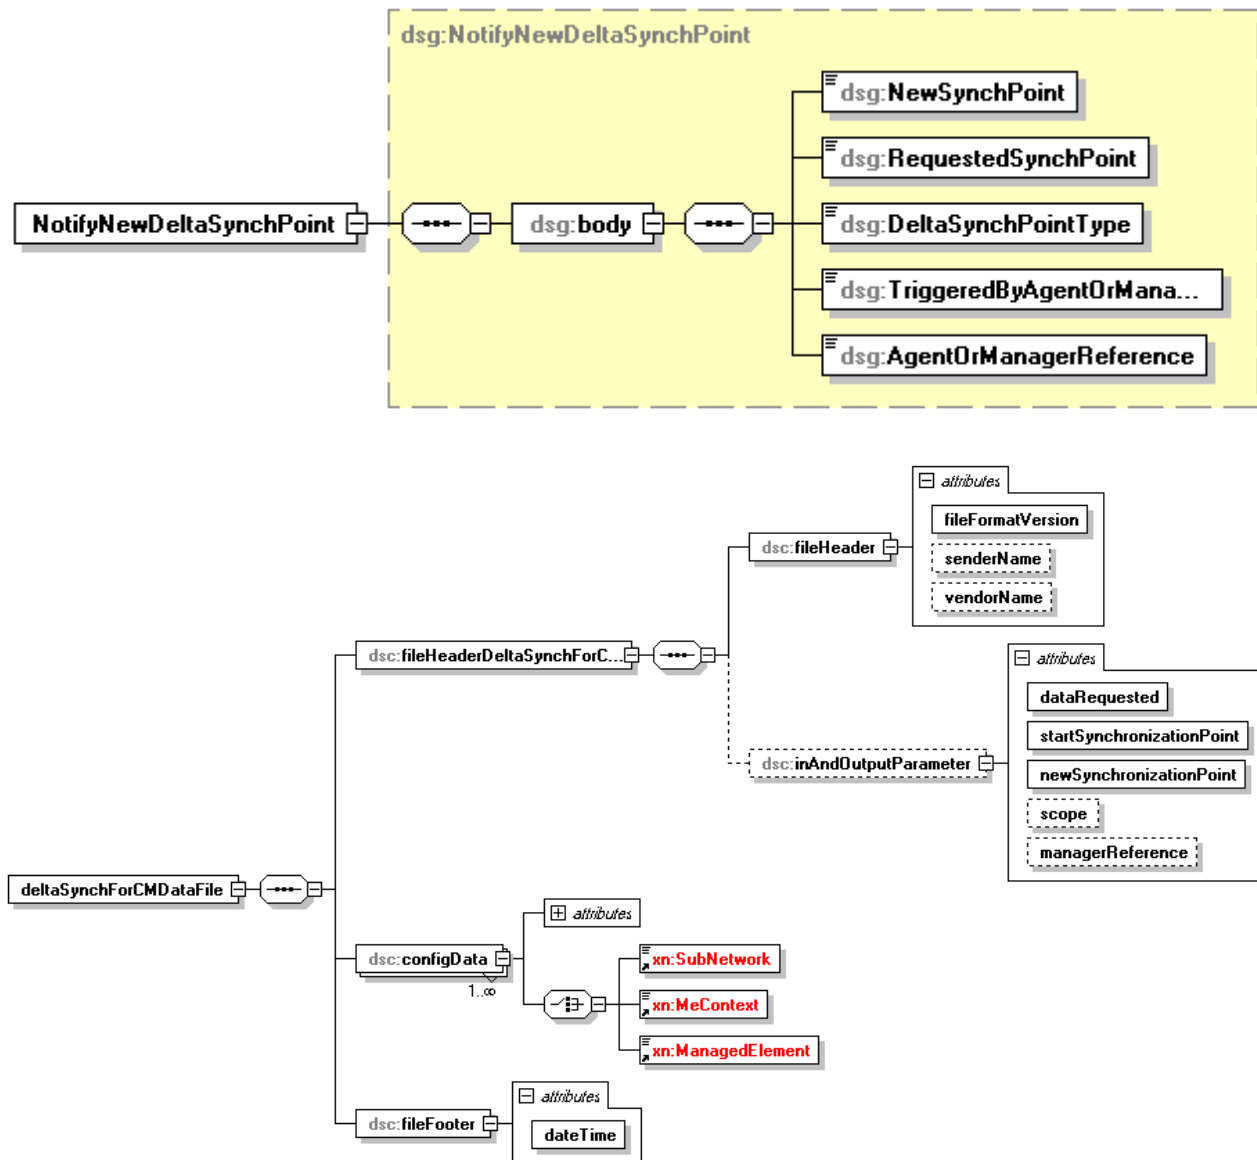 dsg:NotifyNewDeltaSynchPoint
dsg:NewSynchPoint
dsg:RequestedSynchPoint
NotifyNewDeltaSynchPoint
dsg:body
dsg:DeltaSynchPointType
dsg:TriggeredByAgentOrMana...
dsg:AgentOrManagerReference
attributes
fileFormatVersion
dsc:fileHeader
senderName
vendorName
dsc:fileHeaderDeltaSynchForC...
attributes
dataRequested
startSynchronizationPoint
dsc:inAndOutputParameter
newSynchronizationPoint
scope
managerReference
deltaSynchForCMDataFile
attributes
dsc:configData
1..∞
xn:SubNetwork
xn:MeContext
xn:ManagedElement
attributes
dsc:fileFooter
dateTime